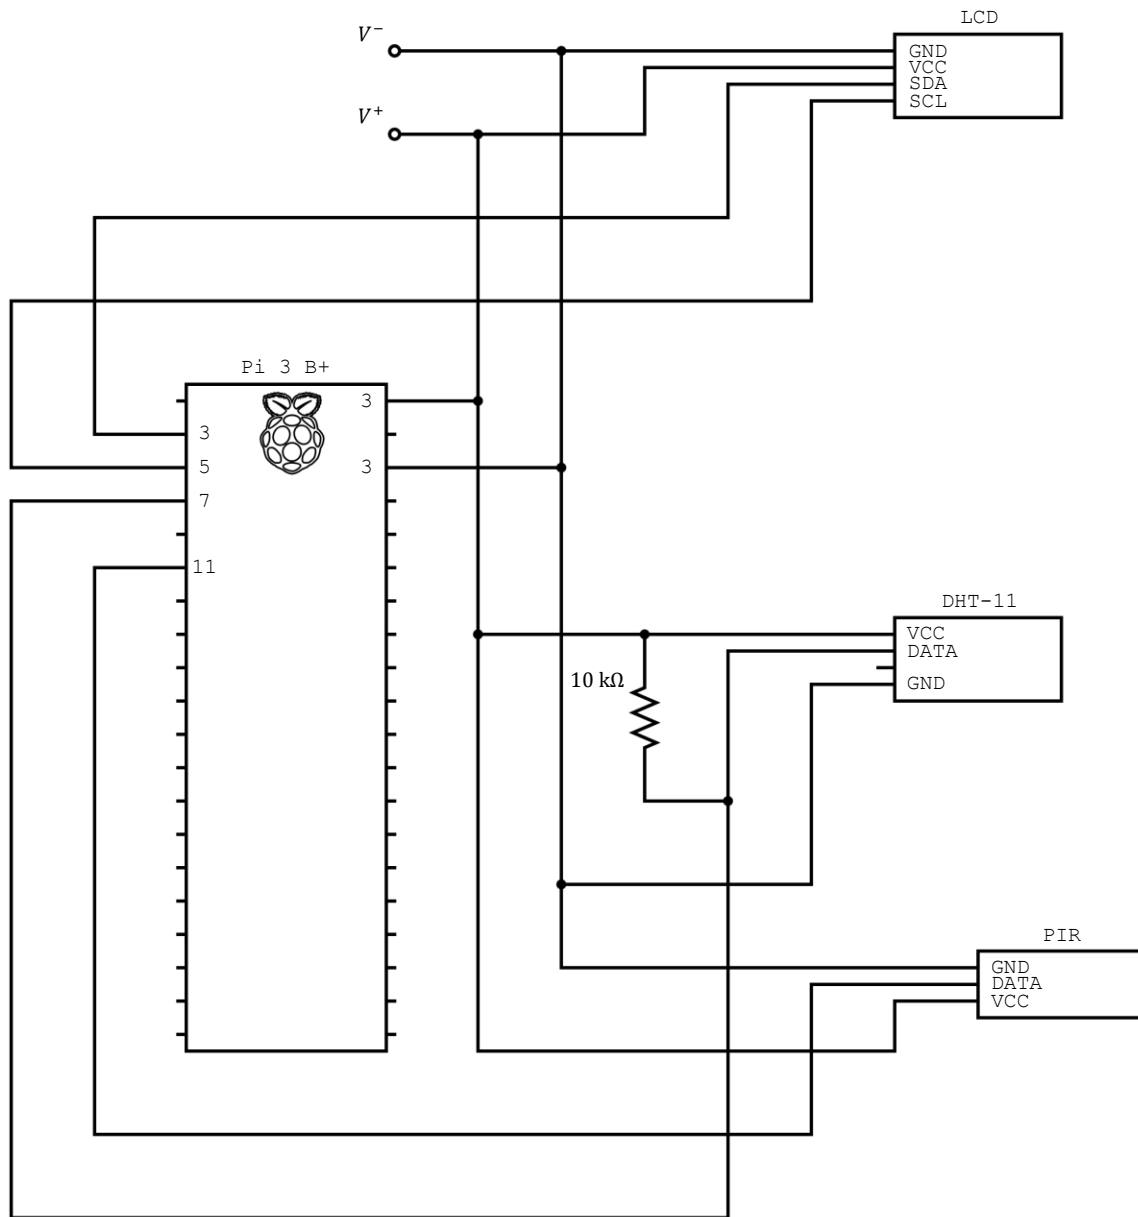 LCD
V⁻
GND
VCC
SDA
SCL
V⁺
Pi 3 B+
3
3
5
3
7
11
DHT-11
VCC
DATA
GND
10 kΩ
PIR
GND
DATA
VCC